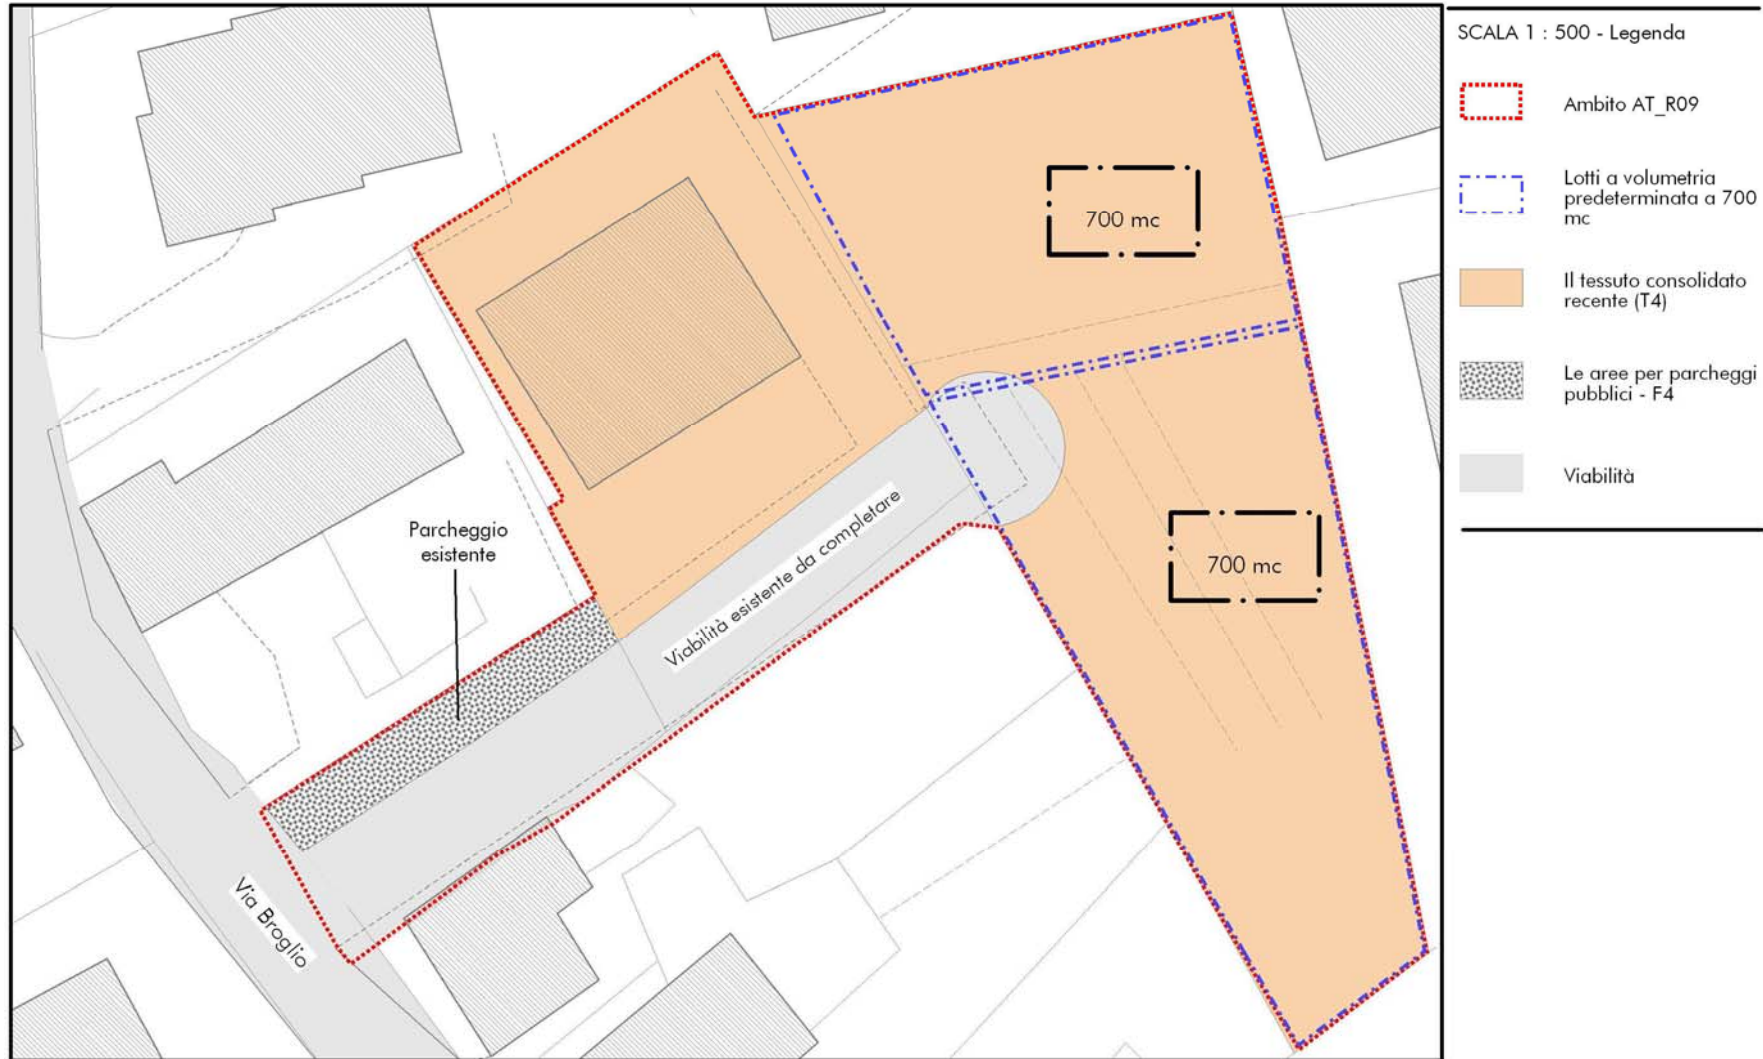 SCALA 1 : 500 - Legenda
Ambito AT_R09
Lotti a volumetria
predeterminata a 700
mc
Il tessuto consolidato
recente (T4)
Le aree per parcheggi
pubblici - F4
Viabilità
700 mc
700 mc
Parcheggio
esistente
Viabilità esistente da completare
Via Broglio